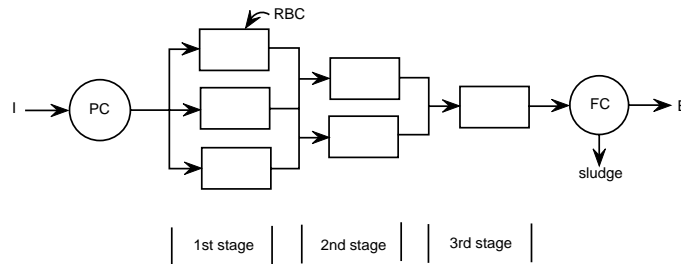 RBC
I
PC
FC
E
sludge
1st stage
2nd stage
3rd stage